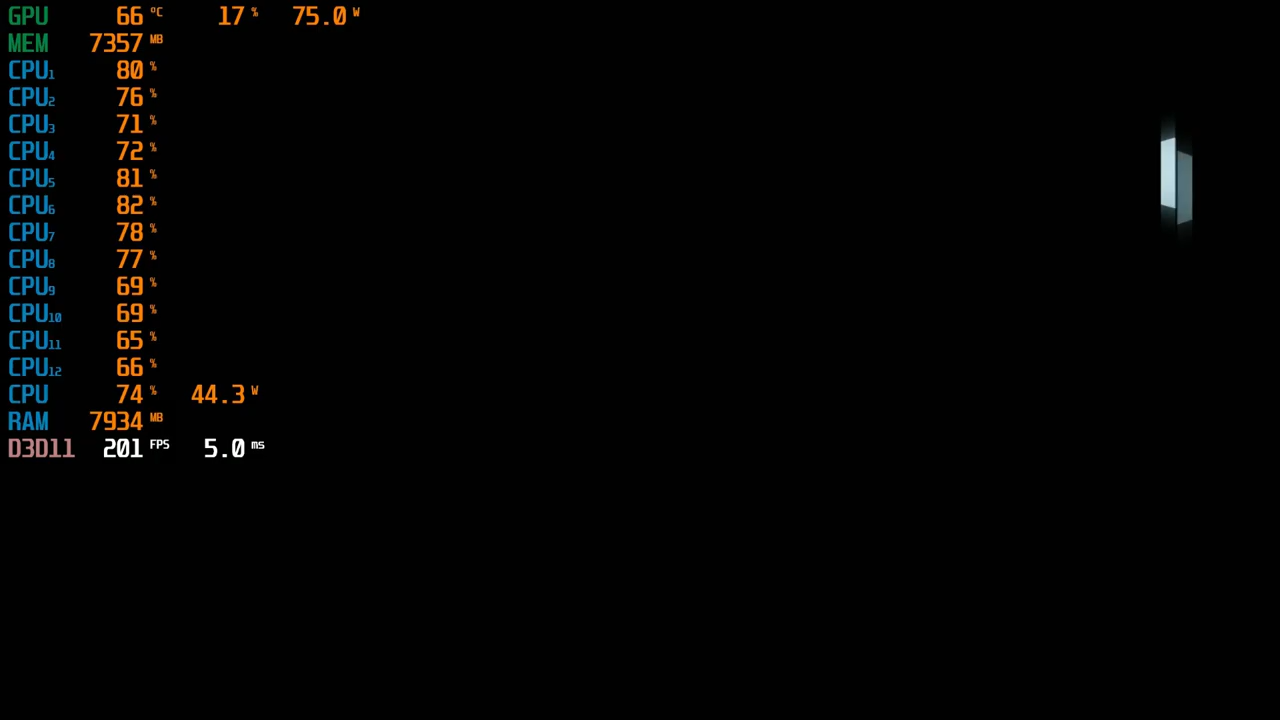 GPU 66 °C 17 % 75.0 W
MEM 7357 MB
CPU1 80 %
CPU2 76 %
CPU3 71 %
CPU4 72 %
CPU5 81 %
CPU6 82 %
CPU7 78 %
CPU8 77 %
CPU9 69 %
CPU10 69 %
CPU11 65 %
CPU12 66 %
CPU 74 % 44.3 W
RAM 7934 MB
D3D11 201 FPS 5.0 ms